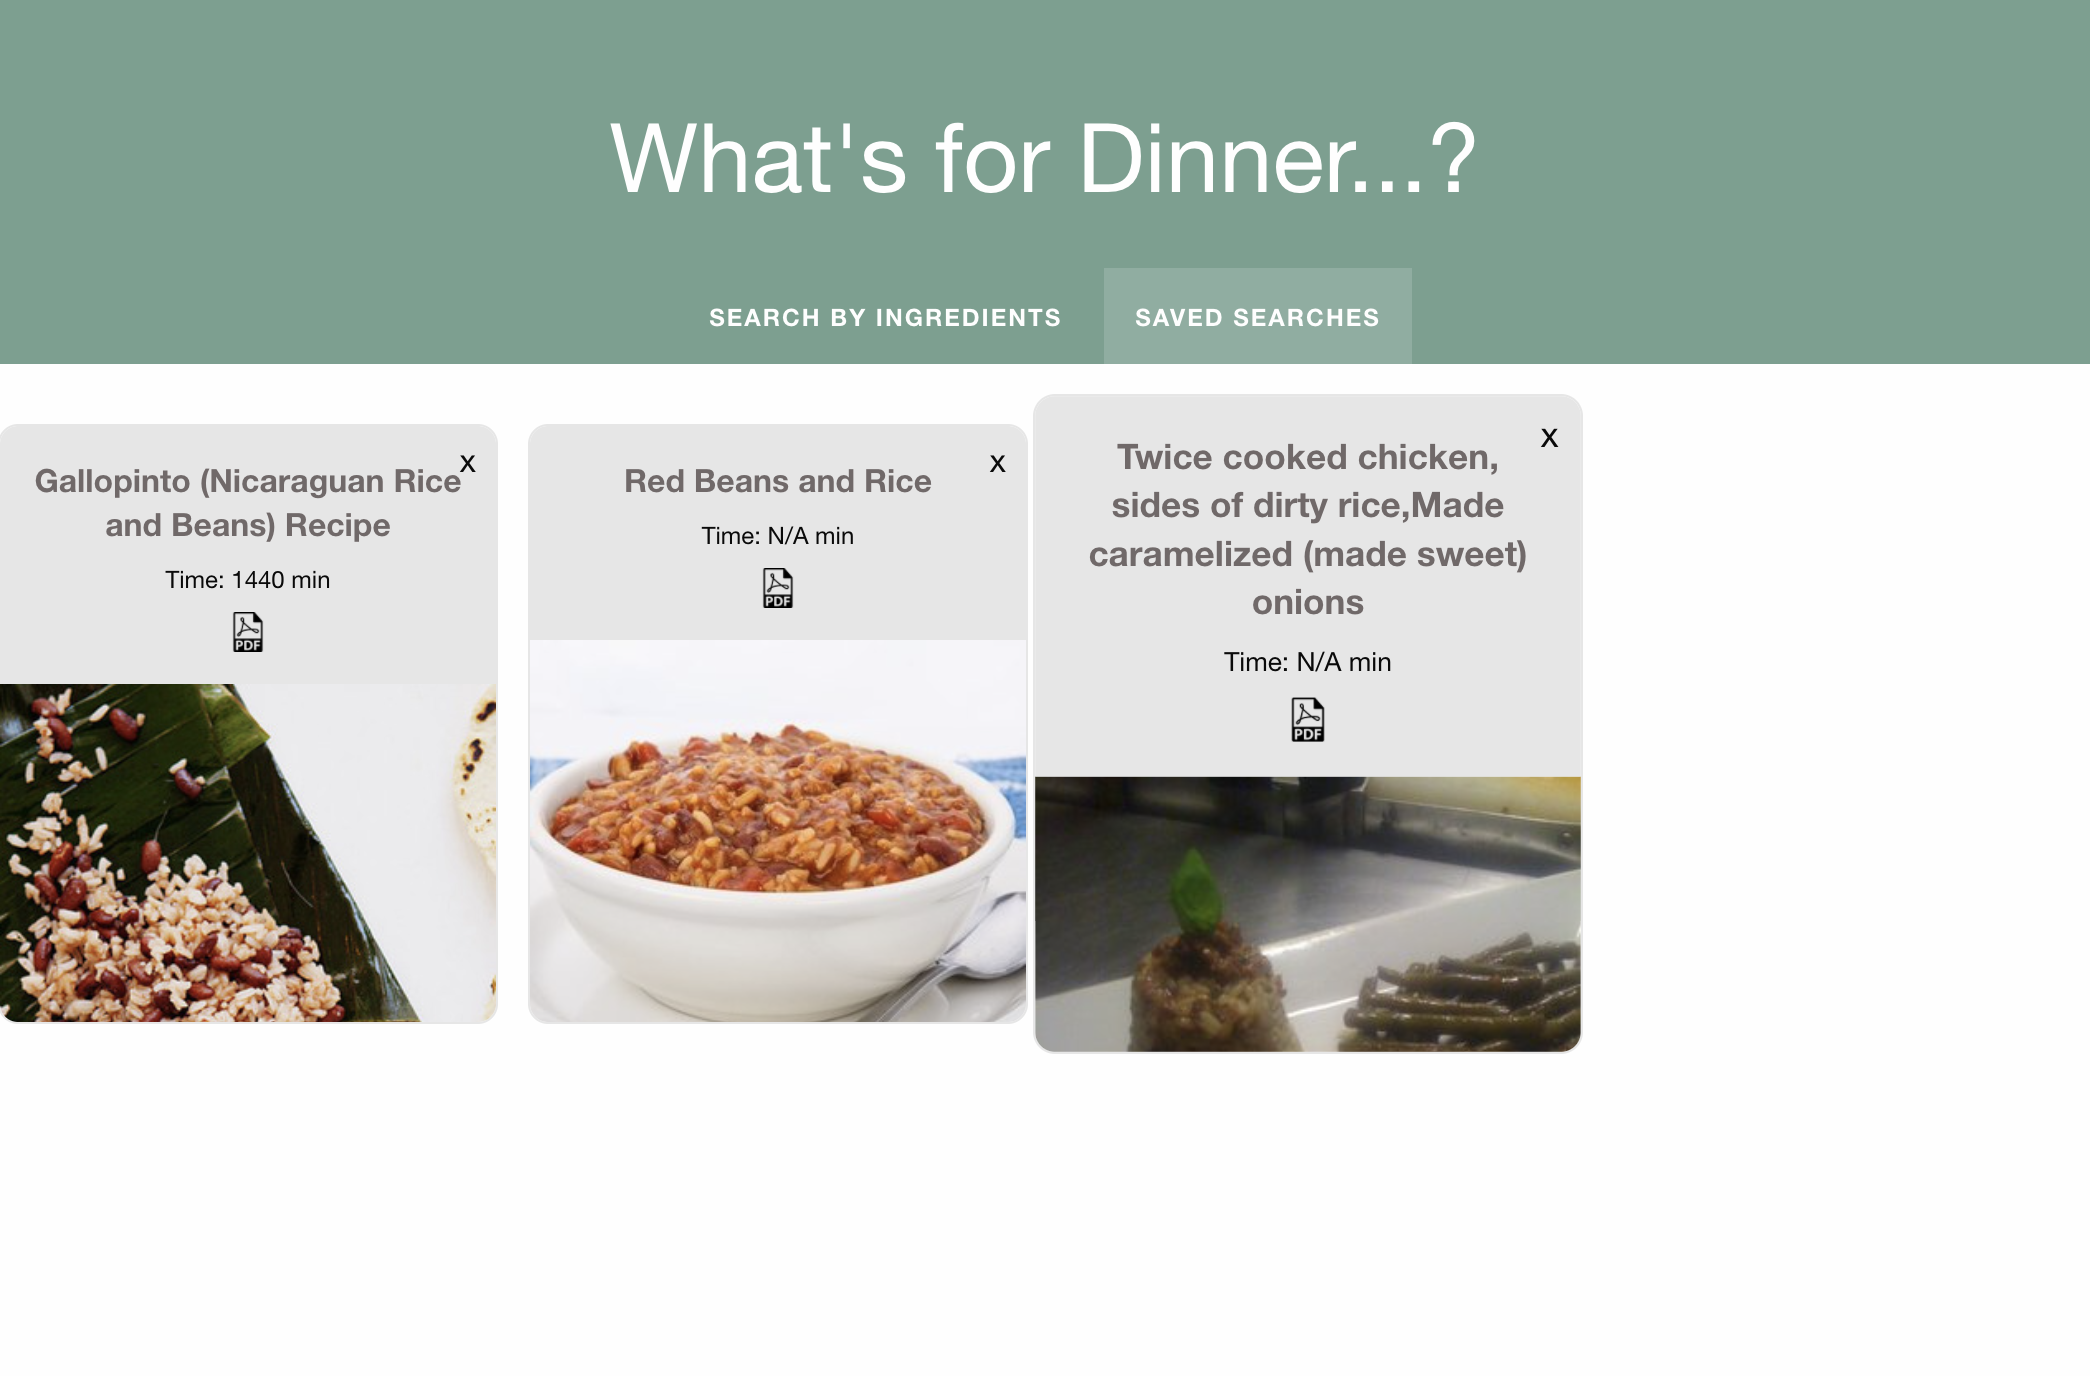 What's for Dinner...?
SEARCH BY INGREDIENTS
SAVED SEARCHES
x
Gallopinto (Nicaraguan Rice
and Beans) Recipe
Time: 1440 min
PDF
x
Red Beans and Rice
Time: N/A min
PDF
x
Twice cooked chicken,
sides of dirty rice,Made
caramelized (made sweet)
onions
Time: N/A min
PDF